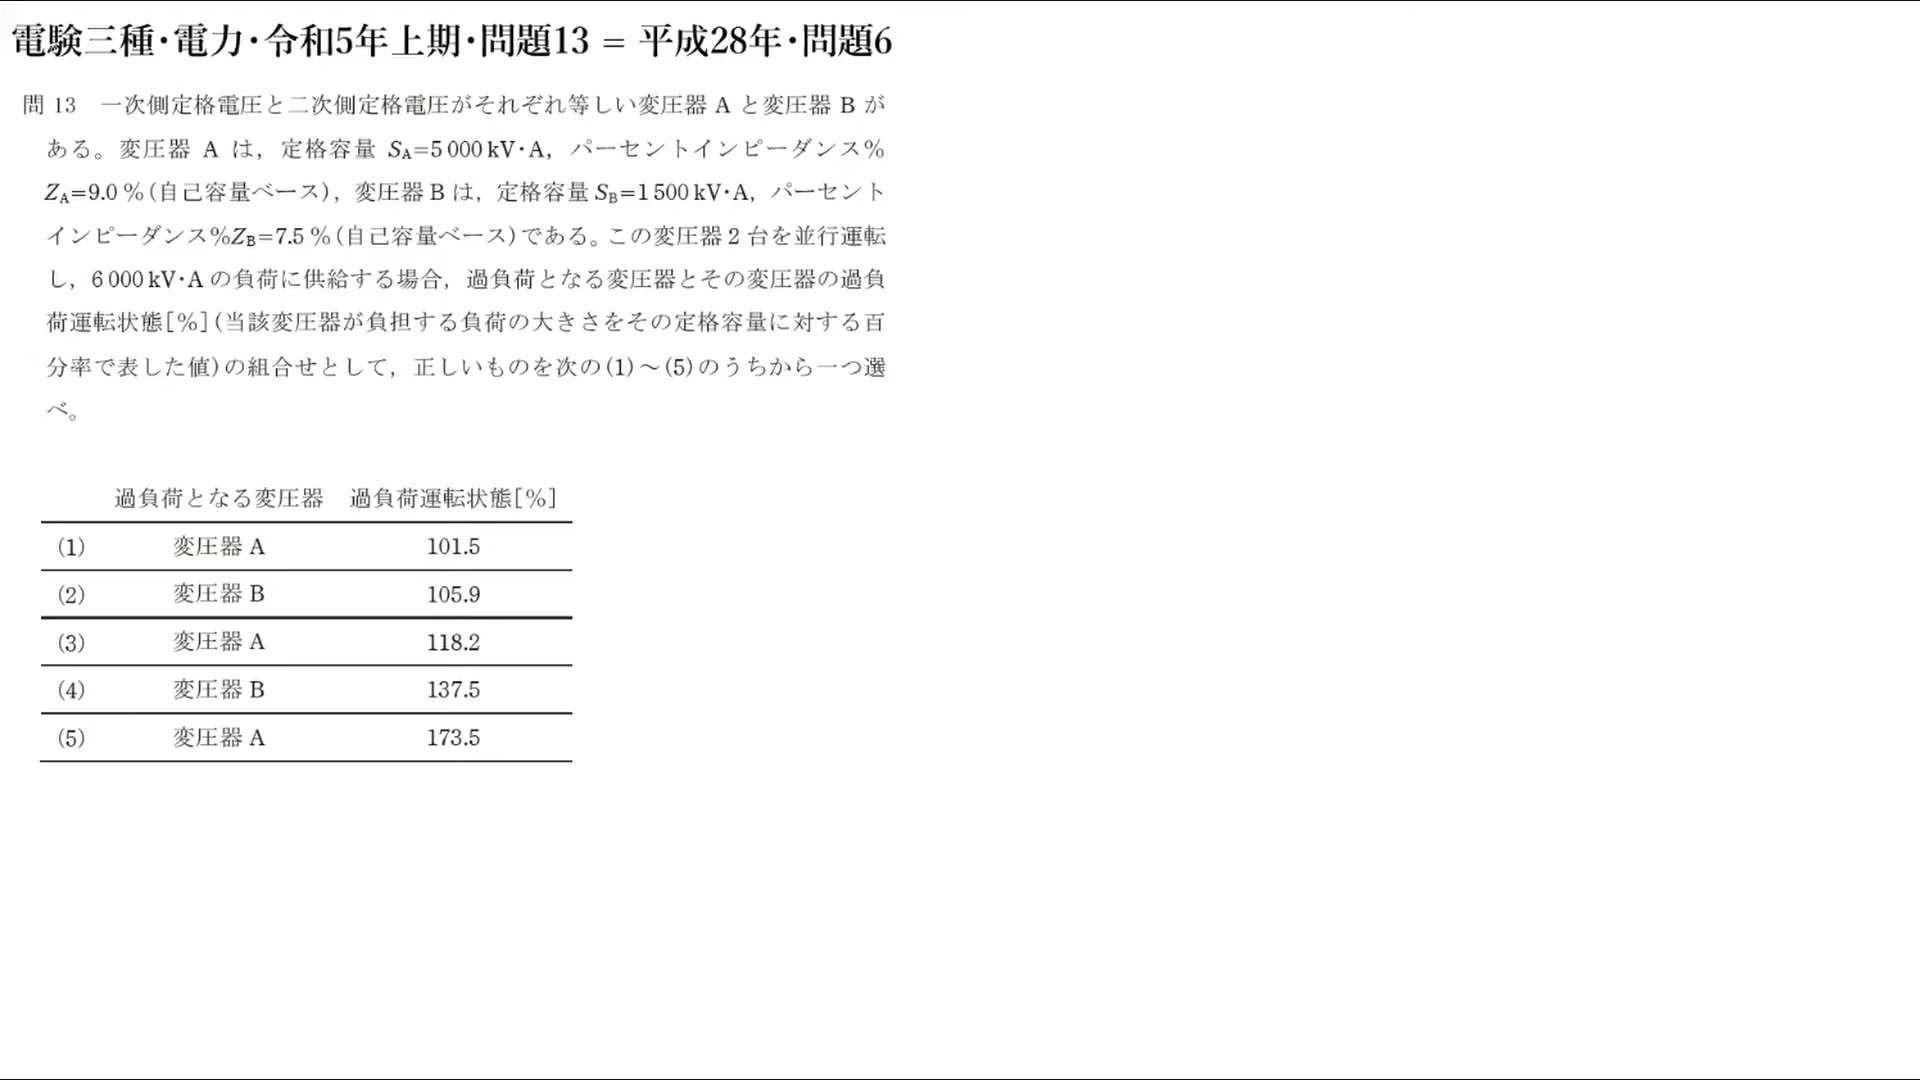 電験三種・電力・令和5年上期・問題13 = 平成28年・問題6
問 13　一次側定格電圧と二次側定格電圧がそれぞれ等しい変圧器 A と変圧器 B が
ある。変圧器 A は，定格容量 SA=5 000 kV・A，パーセントインピーダンス%
ZA=9.0 %(自己容量ベース)，変圧器 B は，定格容量 SB=1 500 kV・A，パーセント
インピーダンス%ZB=7.5 %(自己容量ベース)である。この変圧器 2 台を並行運転
し，6 000 kV・A の負荷に供給する場合，過負荷となる変圧器とその変圧器の過負
荷運転状態[%](当該変圧器が負担する負荷の大きさをその定格容量に対する百
分率で表した値)の組合せとして，正しいものを次の(1)～(5)のうちから一つ選
べ。
過負荷となる変圧器　過負荷運転状態[%]
(1)　変圧器 A　101.5
(2)　変圧器 B　105.9
(3)　変圧器 A　118.2
(4)　変圧器 B　137.5
(5)　変圧器 A　173.5